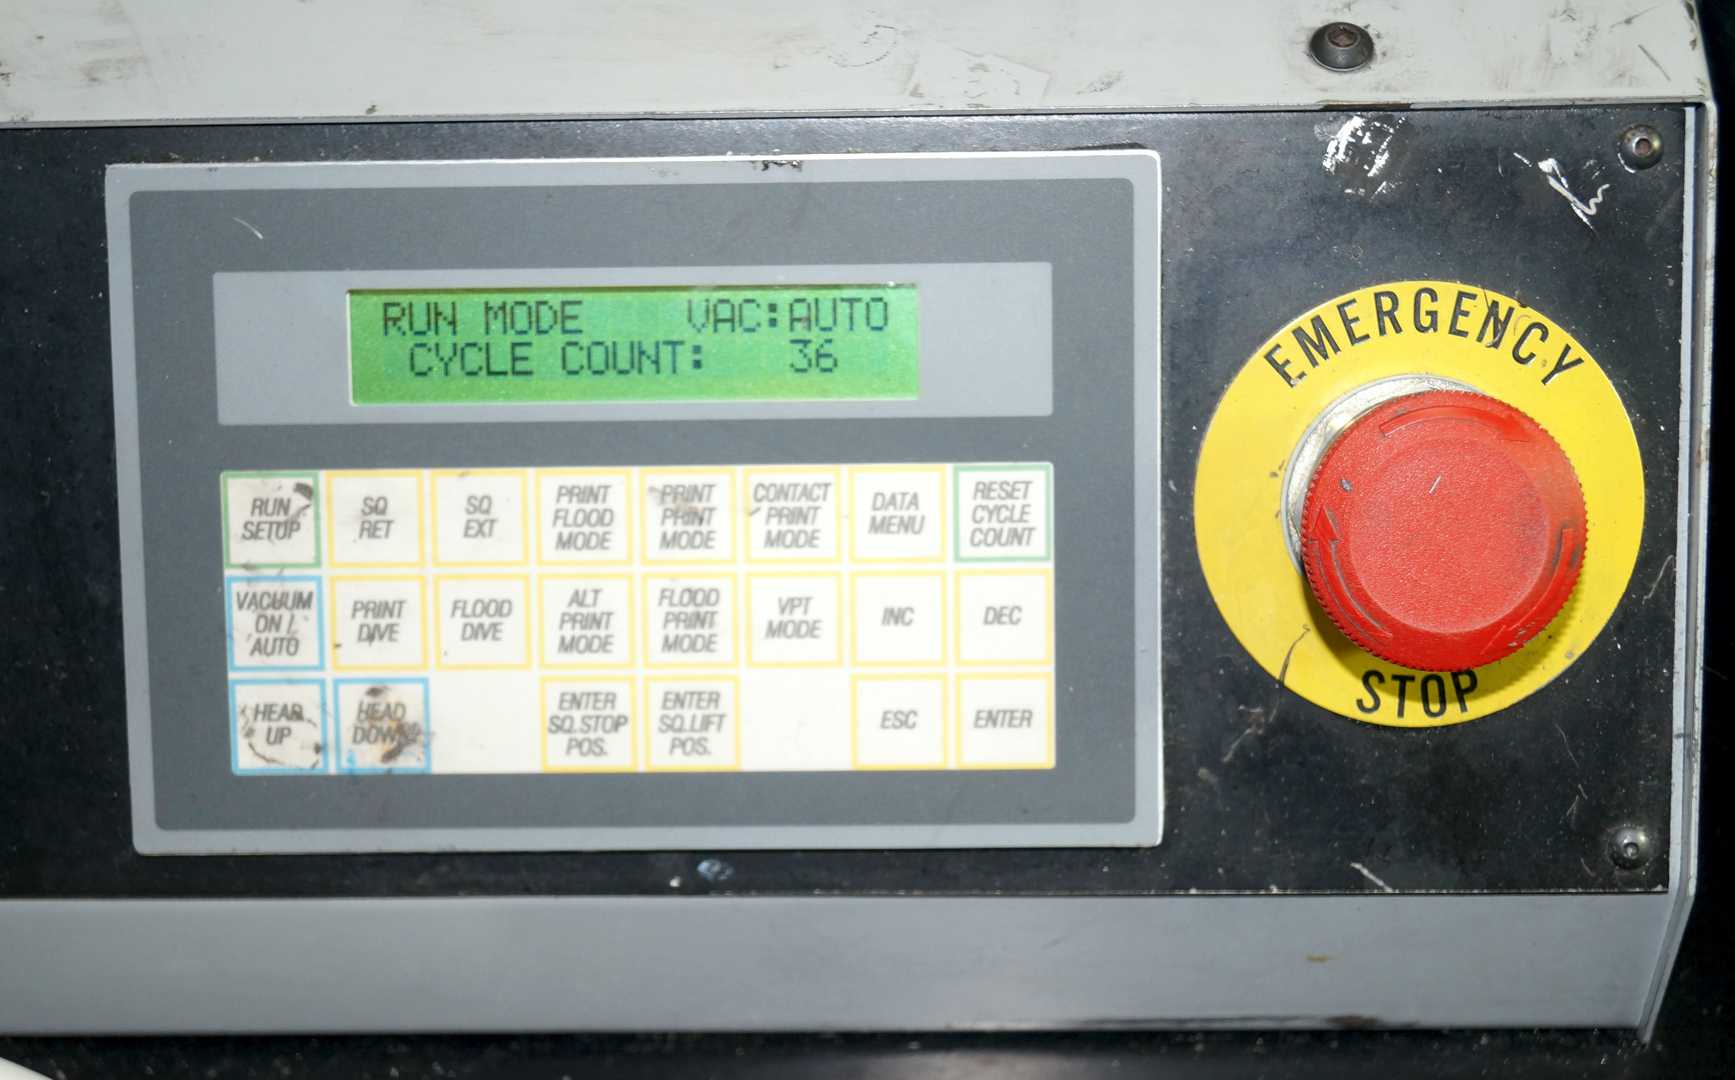 RUN MODE VAC:AUTO
CYCLE COUNT: 36
RUN
SETUP
SQ
RET
SQ
EXT
PRINT
FLOOD
MODE
PRINT
PRINT
MODE
CONTACT
PRINT
MODE
DATA
MENU
RESET
CYCLE
COUNT
VACUUM
ON /
AUTO
PRINT
DIVE
FLOOD
DIVE
ALT
PRINT
MODE
FLOOD
PRINT
MODE
VPT
MODE
INC
DEC
HEAD
UP
HEAD
DOWN
ENTER
SQ.STOP
POS.
ENTER
SQ.LIFT
POS.
ESC
ENTER
EMERGENCY
STOP